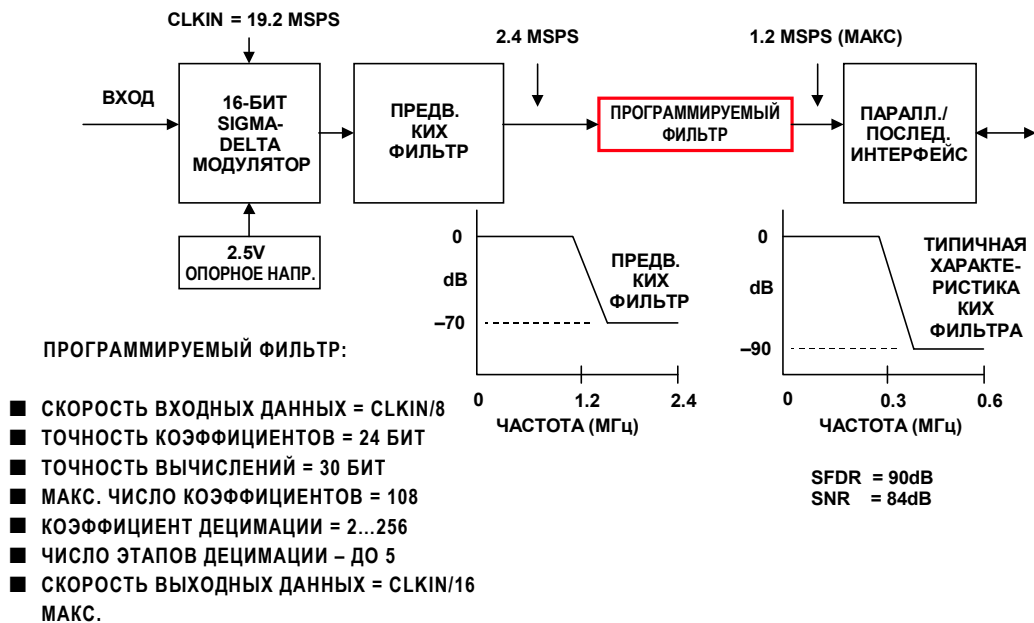 CLKIN = 19.2 MSPS
2.4 MSPS
1.2 MSPS (МАКС)
ВХОД
16-БИТ
SIGMA-
DELTA
МОДУЛЯТОР
ПРЕДВ.
КИХ
ФИЛЬТР
ПРОГРАММИРУЕМЫЙ
ФИЛЬТР
ПАРАЛЛ./
ПОСЛЕД.
ИНТЕРФЕЙС
2.5V
ОПОРНОЕ НАПР.
0
dB
–70
ПРЕДВ.
КИХ
ФИЛЬТР
0
1.2
2.4
ЧАСТОТА (МГц)
0
dB
–90
ТИПИЧНАЯ
ХАРАКТЕ-
РИСТИКА
КИХ
ФИЛЬТРА
0
0.3
0.6
ЧАСТОТА (МГц)
SFDR = 90dB
SNR = 84dB
ПРОГРАММИРУЕМЫЙ ФИЛЬТР:
■ СКОРОСТЬ ВХОДНЫХ ДАННЫХ = CLKIN/8
■ ТОЧНОСТЬ КОЭФФИЦИЕНТОВ = 24 БИТ
■ ТОЧНОСТЬ ВЫЧИСЛЕНИЙ = 30 БИТ
■ МАКС. ЧИСЛО КОЭФФИЦИЕНТОВ = 108
■ КОЭФФИЦИЕНТ ДЕЦИМАЦИИ = 2...256
■ ЧИСЛО ЭТАПОВ ДЕЦИМАЦИИ – ДО 5
■ СКОРОСТЬ ВЫХОДНЫХ ДАННЫХ = CLKIN/16
МАКС.